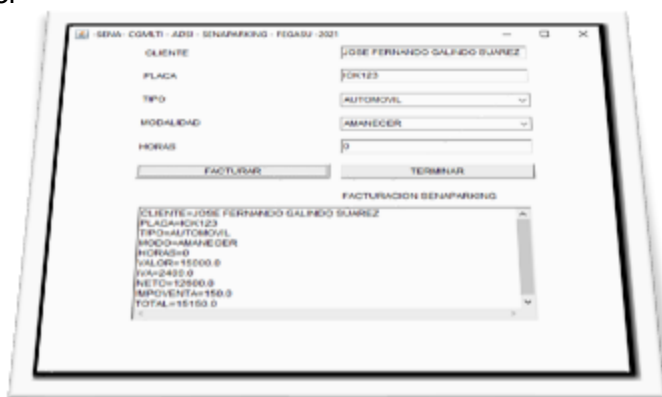 -SENA- COMLTI - ADSI - SENAPARKING - FEGASU -2021
CLIENTE JOSE FERNANDO GALINDO SUAREZ
PLACA IOK123
TIPO AUTOMOVIL
MODALIDAD AMANECER
HORAS 0
FACTURAR TERMINAR
FACTURACION SENAPARKING
CLIENTE=JOSE FERNANDO GALINDO SUAREZ
PLACA=IOK123
TIPO=AUTOMOVIL
MODO=AMANECER
HORAS=0
VALOR=15000.0
IVA=2400.0
NETO=12600.0
IMPOVENTA=150.0
TOTAL=15150.0